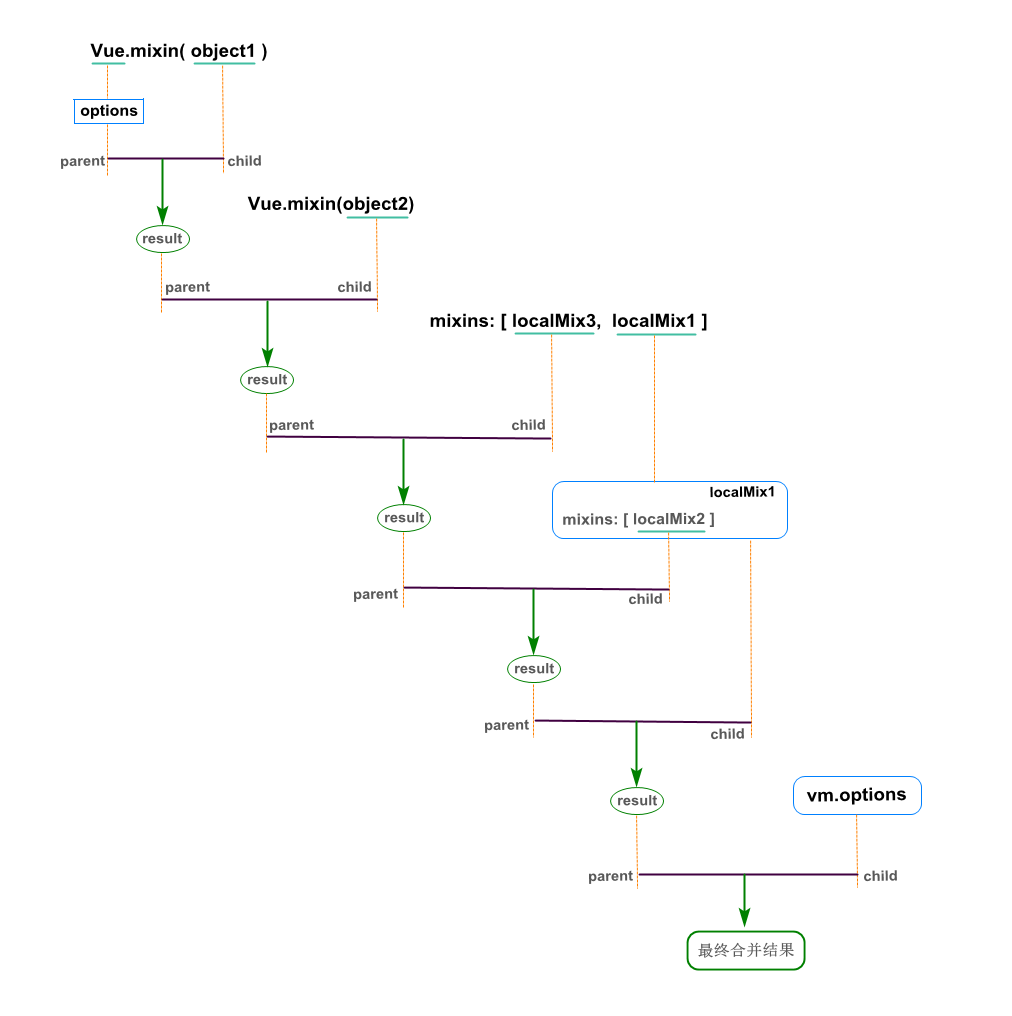 Vue.mixin( object1 )
options
parent child
result
Vue.mixin(object2)
parent child
result
mixins: [ localMix3, localMix1 ]
parent child
result
localMix1
mixins: [ localMix2 ]
parent child
result
parent child
result
vm.options
parent child
最终合并结果